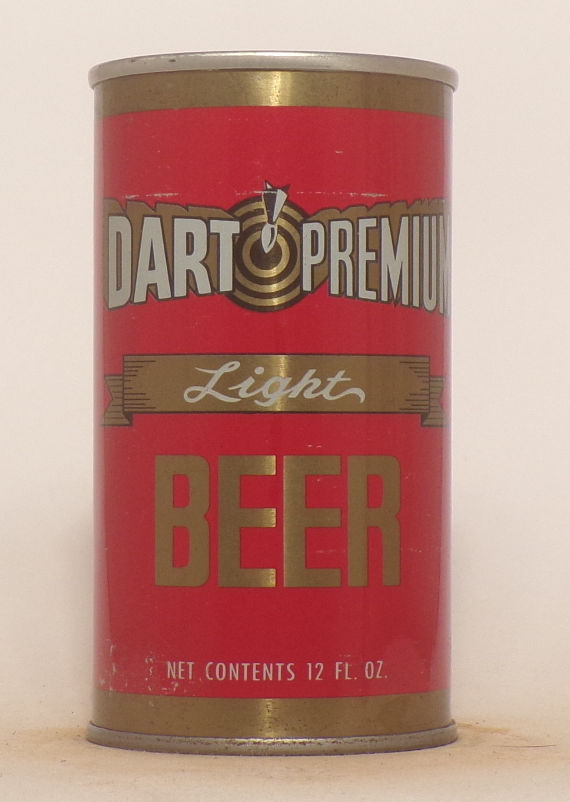 DART PREMIUM
Light
BEER
NET CONTENTS 12 FL. OZ.